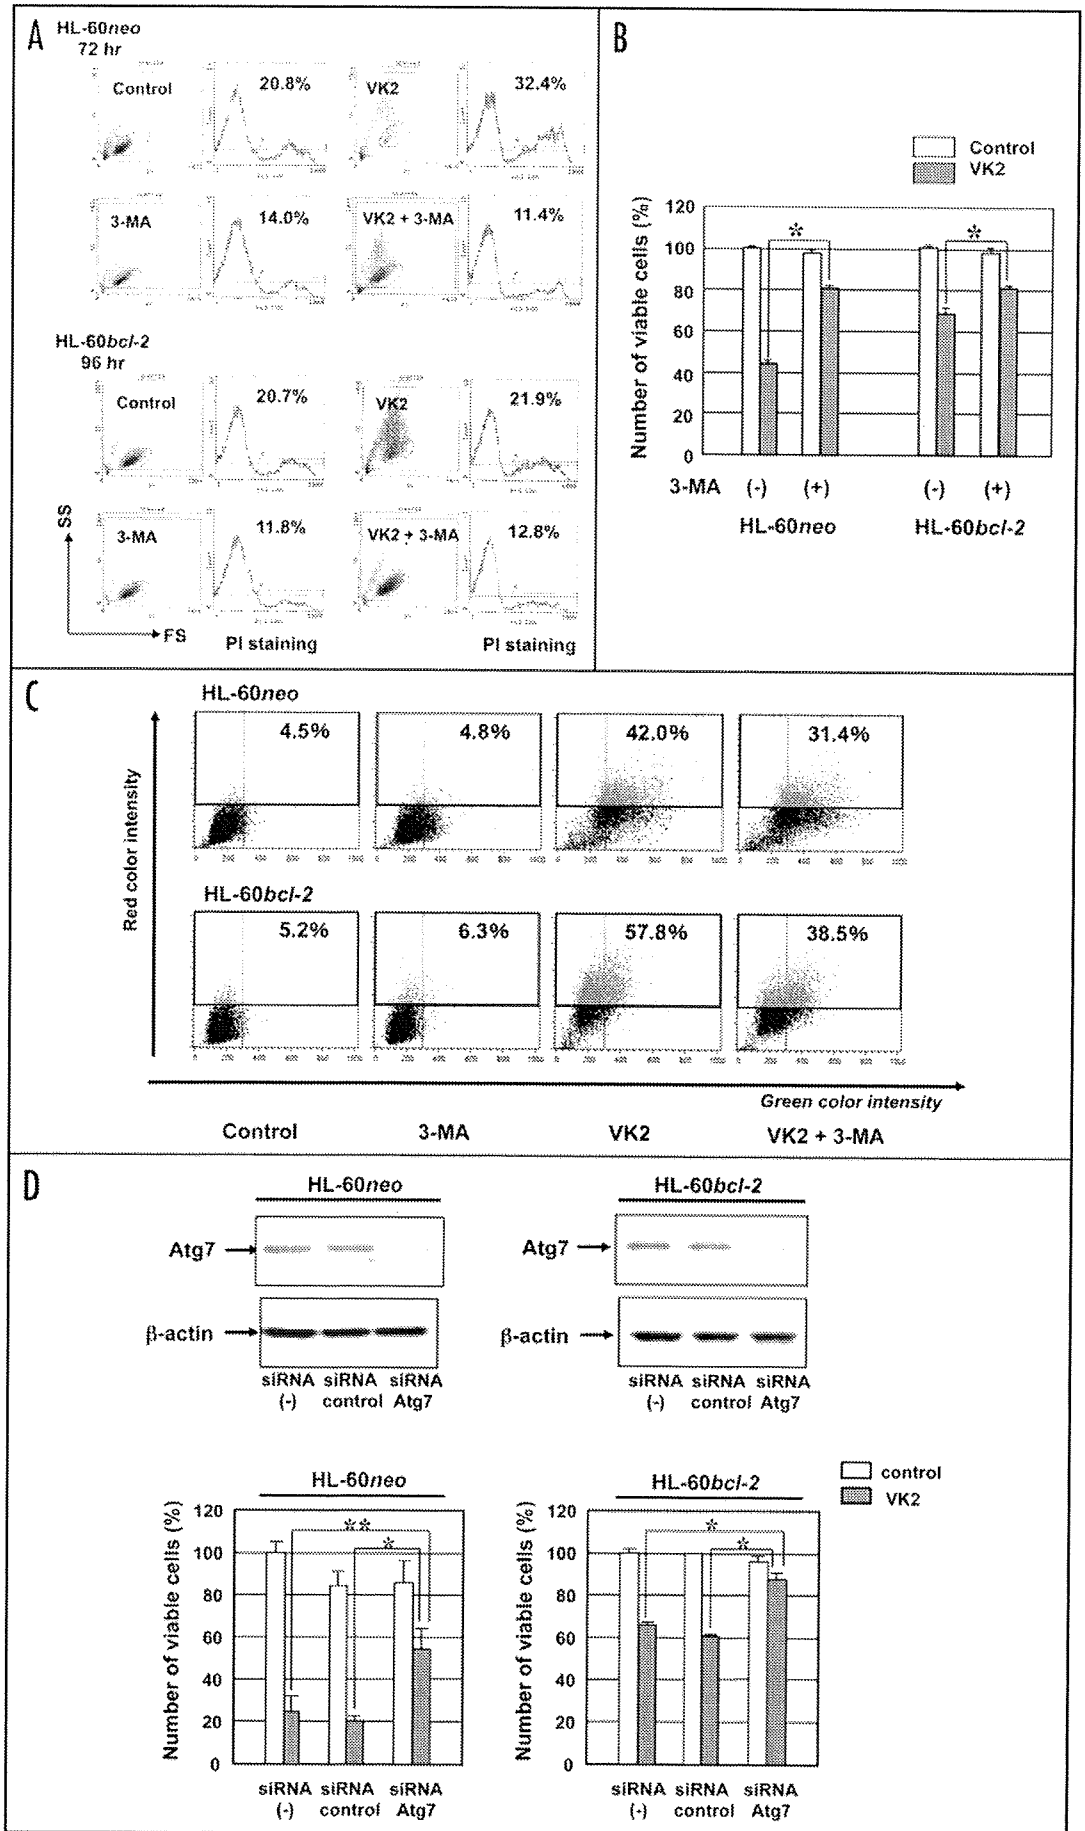 A
HL-60neo
72 hr
Control
20.8%
VK2
32.4%
3-MA
14.0%
VK2 + 3-MA
11.4%
HL-60bcl-2
96 hr
Control
20.7%
VK2
21.9%
3-MA
11.8%
VK2 + 3-MA
12.8%
SS
FS
PI staining
PI staining
B
Control
VK2
Number of viable cells (%)
120
100
80
60
40
20
0
*
*
3-MA (-) (+) (-) (+)
HL-60neo HL-60bcl-2
C
HL-60neo
4.5% 4.8% 42.0% 31.4%
Red color intensity
HL-60bcl-2
5.2% 6.3% 57.8% 38.5%
Green color intensity
Control 3-MA VK2 VK2 + 3-MA
D
HL-60neo
Atg7
β-actin
siRNA siRNA siRNA
(-) control Atg7
HL-60bcl-2
Atg7
β-actin
siRNA siRNA siRNA
(-) control Atg7
control
VK2
HL-60neo
Number of viable cells (%)
120
100
80
60
40
20
0
**
*
siRNA siRNA siRNA
(-) control Atg7
HL-60bcl-2
Number of viable cells (%)
120
100
80
60
40
20
0
*
*
siRNA siRNA siRNA
(-) control Atg7